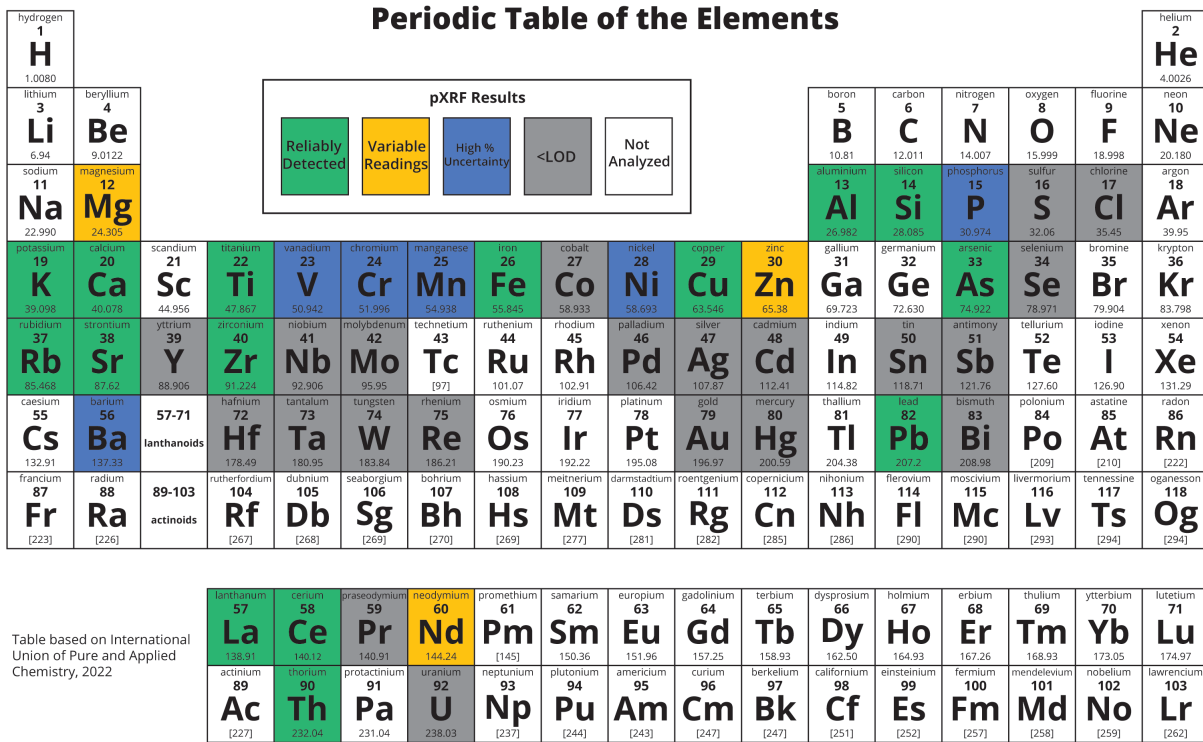 Periodic Table of the Elements
hydrogen
1
H
1.0080
helium
2
He
4.0026
pXRF Results
Reliably
Detected
Variable
Readings
High %
Uncertainty
<LOD
Not
Analyzed
lithium
3
Li
6.94
beryllium
4
Be
9.0122
boron
5
B
10.81
carbon
6
C
12.011
nitrogen
7
N
14.007
oxygen
8
O
15.999
fluorine
9
F
18.998
neon
10
Ne
20.180
sodium
11
Na
22.990
magnesium
12
Mg
24.305
aluminium
13
Al
26.982
silicon
14
Si
28.085
phosphorus
15
P
30.974
sulfur
16
S
32.06
chlorine
17
Cl
35.45
argon
18
Ar
39.95
potassium
19
K
39.098
calcium
20
Ca
40.078
scandium
21
Sc
44.956
titanium
22
Ti
47.867
vanadium
23
V
50.942
chromium
24
Cr
51.996
manganese
25
Mn
54.938
iron
26
Fe
55.845
cobalt
27
Co
58.933
nickel
28
Ni
58.693
copper
29
Cu
63.546
zinc
30
Zn
65.38
gallium
31
Ga
69.723
germanium
32
Ge
72.630
arsenic
33
As
74.922
selenium
34
Se
78.971
bromine
35
Br
79.904
krypton
36
Kr
83.798
rubidium
37
Rb
85.468
strontium
38
Sr
87.62
yttrium
39
Y
88.906
zirconium
40
Zr
91.224
niobium
41
Nb
92.906
molybdenum
42
Mo
95.95
technetium
43
Tc
[97]
ruthenium
44
Ru
101.07
rhodium
45
Rh
102.91
palladium
46
Pd
106.42
silver
47
Ag
107.87
cadmium
48
Cd
112.41
indium
49
In
114.82
tin
50
Sn
118.71
antimony
51
Sb
121.76
tellurium
52
Te
127.60
iodine
53
I
126.90
xenon
54
Xe
131.29
caesium
55
Cs
132.91
barium
56
Ba
137.33
57-71
lanthanoids
hafnium
72
Hf
178.49
tantalum
73
Ta
180.95
tungsten
74
W
183.84
rhenium
75
Re
186.21
osmium
76
Os
190.23
iridium
77
Ir
192.22
platinum
78
Pt
195.08
gold
79
Au
196.97
mercury
80
Hg
200.59
thallium
81
Tl
204.38
lead
82
Pb
207.2
bismuth
83
Bi
208.98
polonium
84
Po
[209]
astatine
85
At
[210]
radon
86
Rn
[222]
francium
87
Fr
[223]
radium
88
Ra
[226]
89-103
actinoids
rutherfordium
104
Rf
[267]
dubnium
105
Db
[268]
seaborgium
106
Sg
[269]
bohrium
107
Bh
[270]
hassium
108
Hs
[269]
meitnerium
109
Mt
[277]
darmstadtium
110
Ds
[281]
roentgenium
111
Rg
[282]
copernicium
112
Cn
[285]
nihonium
113
Nh
[286]
flerovium
114
Fl
[290]
moscivium
115
Mc
[290]
livermorium
116
Lv
[293]
tennessine
117
Ts
[294]
oganesson
118
Og
[294]
Table based on International
Union of Pure and Applied
Chemistry, 2022
lanthanum
57
La
138.91
cerium
58
Ce
140.12
praseodymium
59
Pr
140.91
neodymium
60
Nd
144.24
promethium
61
Pm
[145]
samarium
62
Sm
150.36
europium
63
Eu
151.96
gadolinium
64
Gd
157.25
terbium
65
Tb
158.93
dysprosium
66
Dy
162.50
holmium
67
Ho
164.93
erbium
68
Er
167.26
thulium
69
Tm
168.93
ytterbium
70
Yb
173.05
lutetium
71
Lu
174.97
actinium
89
Ac
[227]
thorium
90
Th
232.04
protactinium
91
Pa
231.04
uranium
92
U
238.03
neptunium
93
Np
[237]
plutonium
94
Pu
[244]
americium
95
Am
[243]
curium
96
Cm
[247]
berkelium
97
Bk
[247]
californium
98
Cf
[251]
einsteinium
99
Es
[252]
fermium
100
Fm
[257]
mendelevium
101
Md
[258]
nobelium
102
No
[259]
lawrencium
103
Lr
[262]